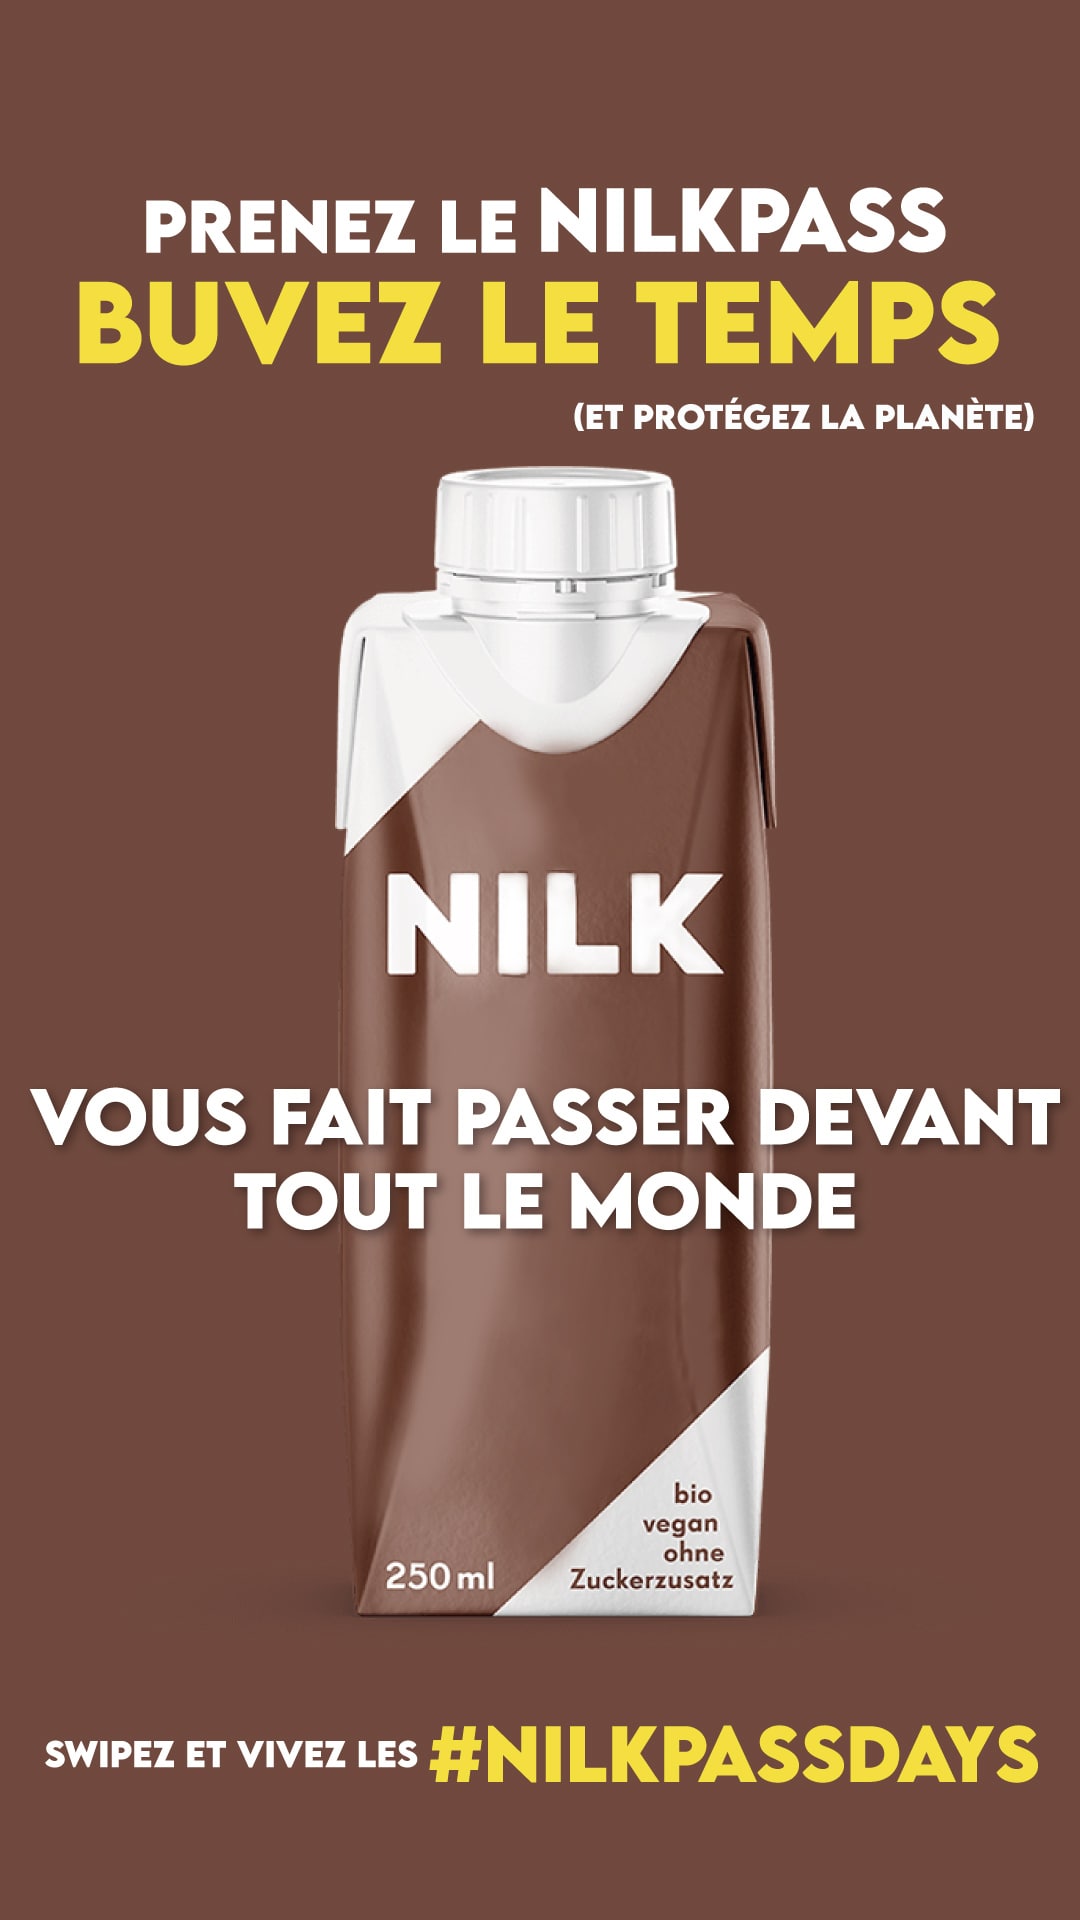 PRENEZ LE NILKPASS
BUVEZ LE TEMPS
(ET PROTÉGEZ LA PLANÈTE)
NILK
VOUS FAIT PASSER DEVANT
TOUT LE MONDE
bio
vegan
ohne
Zuckerzusatz
250 ml
SWIPEZ ET VIVEZ LES #NILKPASSDAYS